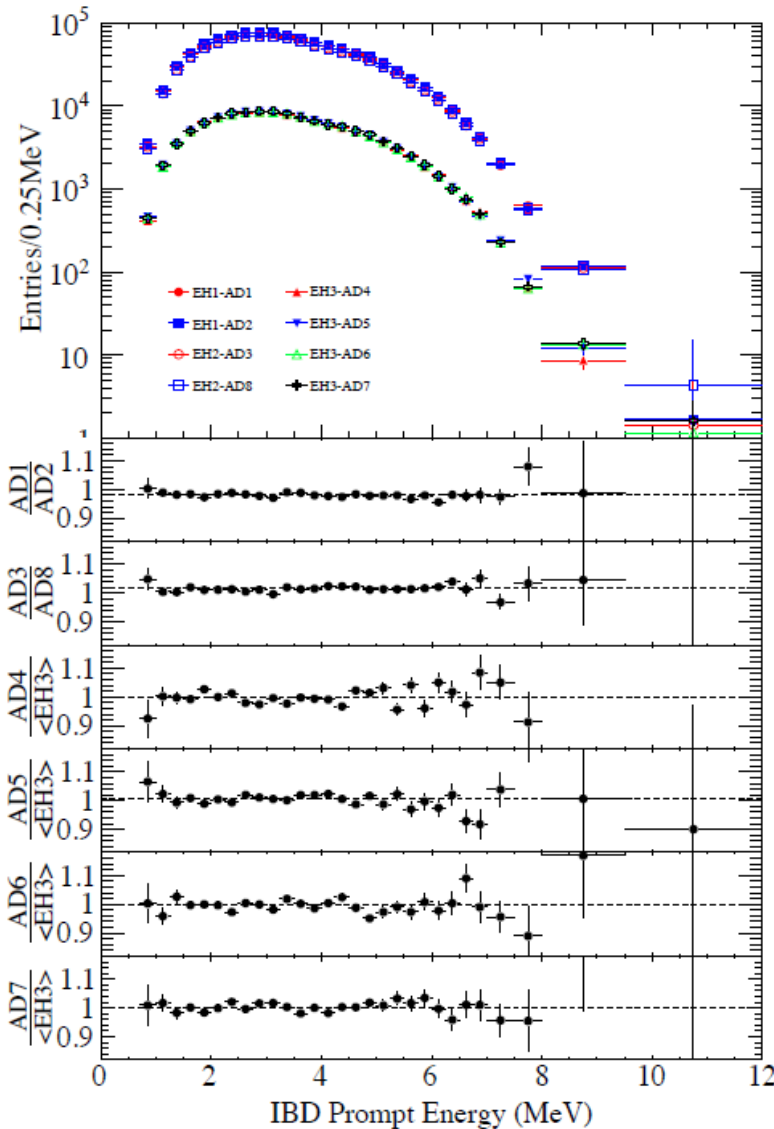 10^5
10^4
10^3
10^2
10
1
Entries/0.25MeV
EH1-AD1 EH3-AD4
EH1-AD2 EH3-AD5
EH2-AD3 EH3-AD6
EH2-AD8 EH3-AD7
AD1
AD2
1.1
1
0.9
AD3
AD8
1.1
1
0.9
AD4
<EH3>
1.1
1
0.9
AD5
<EH3>
1.1
1
0.9
AD6
<EH3>
1.1
1
0.9
AD7
<EH3>
1.1
1
0.9
0 2 4 6 8 10 12
IBD Prompt Energy (MeV)